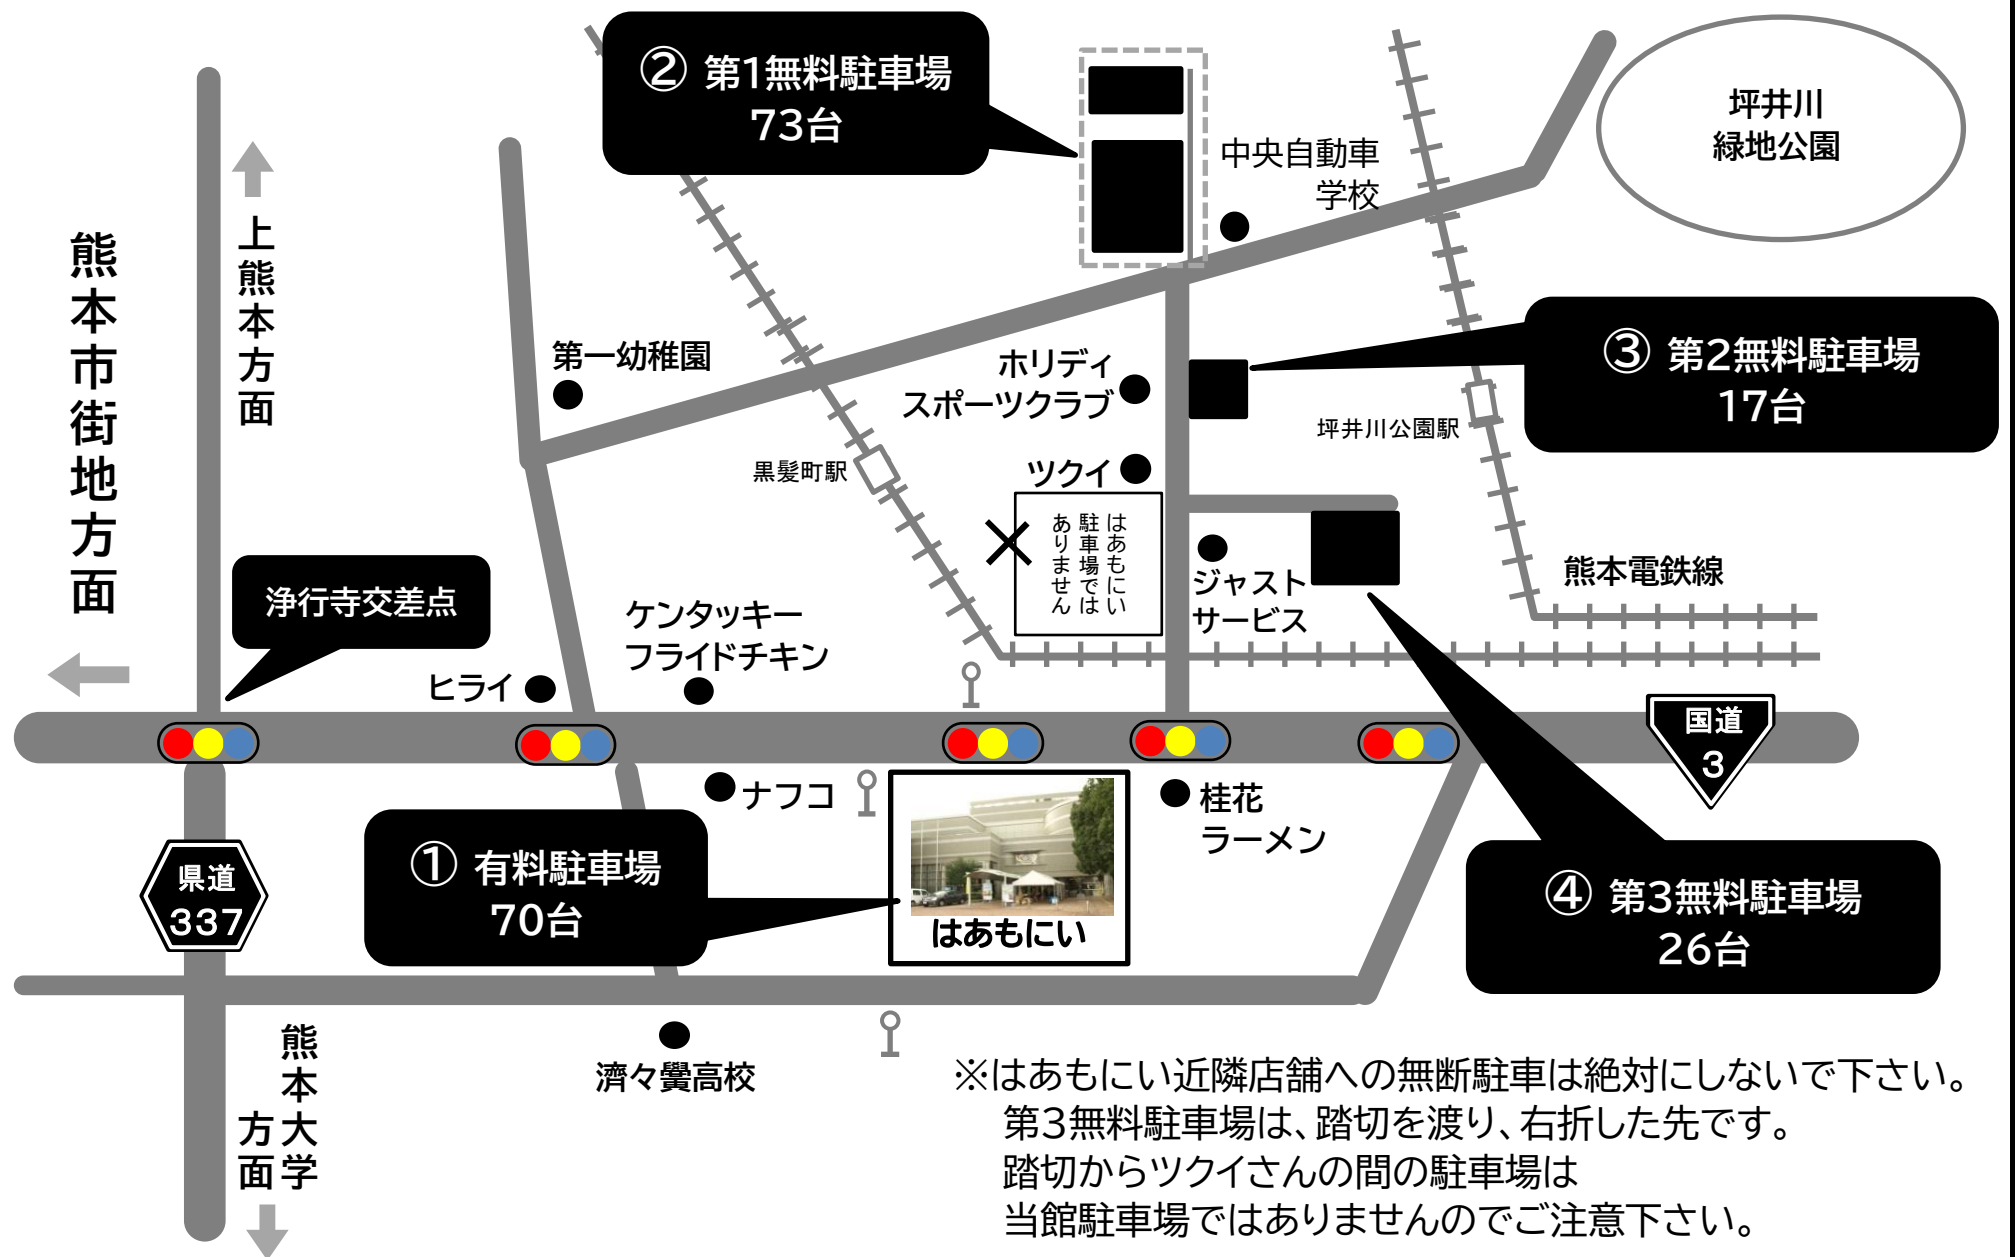 ② 第1無料駐車場
73台
坪井川
緑地公園
中央自動車
学校
上熊本方面
熊本市街地方面
③ 第2無料駐車場
17台
第一幼稚園
ホリディ
スポーツクラブ
坪井川公園駅
黒髪町駅
ツクイ
はあもにい
駐車場では
ありません
ジャスト
サービス
熊本電鉄線
浄行寺交差点
ケンタッキー
フライドチキン
ヒライ
国道
3
ナフコ
桂花
ラーメン
① 有料駐車場
70台
はあもにい
県道
337
④ 第3無料駐車場
26台
熊本大学
方面
濟々黌高校
※はあもにい近隣店舗への無断駐車は絶対にしないで下さい。
第3無料駐車場は、踏切を渡り、右折した先です。
踏切からツクイさんの間の駐車場は
当館駐車場ではありませんのでご注意下さい。